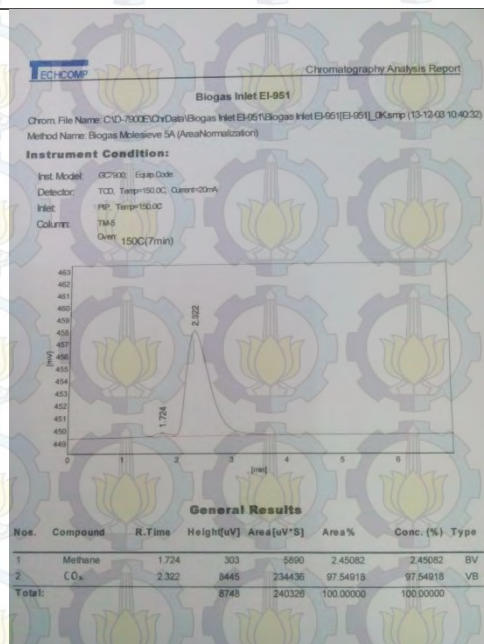 TECHCOMP
Chromatography Analysis Report
Biogas Inlet EI-951
Chrom. File Name: C:\D-7900E\ChrData\Biogas Inlet EI-951\Biogas Inlet EI-951[EI-951]_0K.smp (13-12-03 10:40:32)
Method Name: Biogas Molesieve 5A (AreaNormalization)
Instrument Condition:
Inst. Model: GC7900; Equip.Code:
Detector: TCD, Temp=150.0C, Current=20mA
Inlet: PIP, Temp=150.0C
Column: TM-5
Oven: 150C(7min)
463
462
461
460
459
458
457
456
455
454
453
452
451
450
449
[mV]
1.724
2.322
0 1 2 3 4 5 6
[min]
General Results
Nos. Compound R.Time Height[uV] Area[uV*S] Area% Conc. (%) Type
1 Methane 1.724 303 5890 2.45082 2.45082 BV
2 CO₂ 2.322 8445 234436 97.54918 97.54918 VB
Total: 8748 240326 100.00000 100.00000